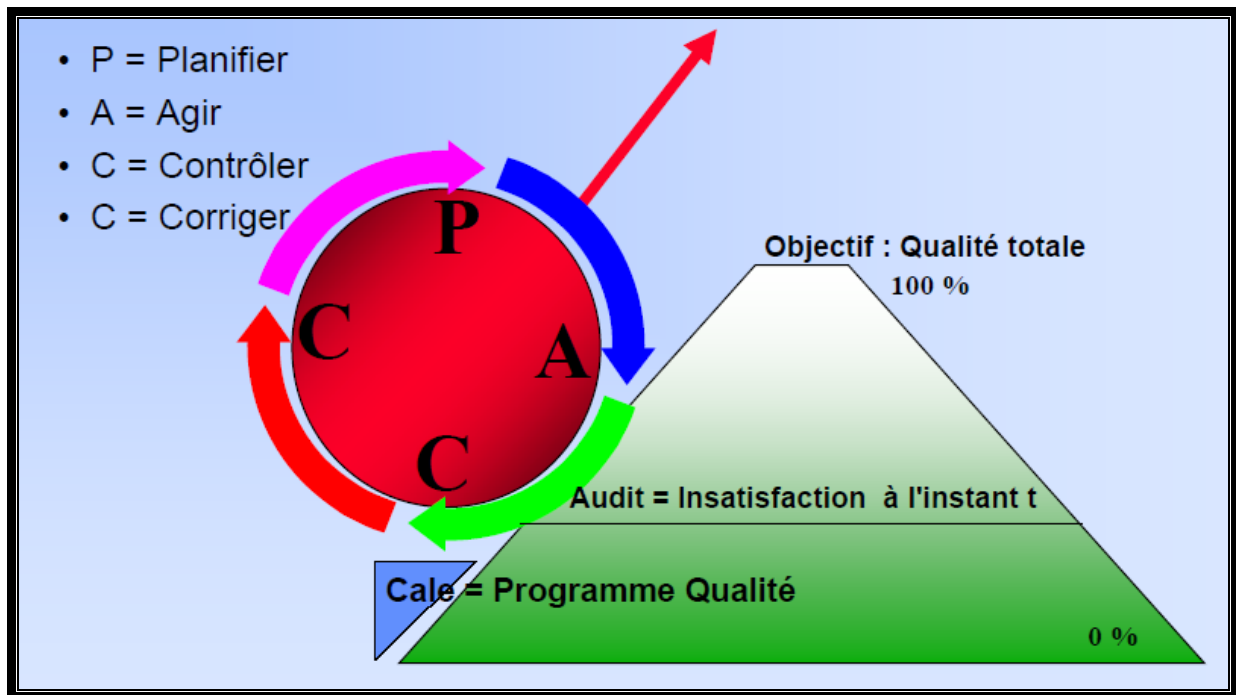 • P = Planifier
• A = Agir
• C = Contrôler
• C = Corriger
P
C
A
C
Objectif : Qualité totale
100 %
Audit = Insatisfaction à l'instant t
Cale = Programme Qualité
0 %